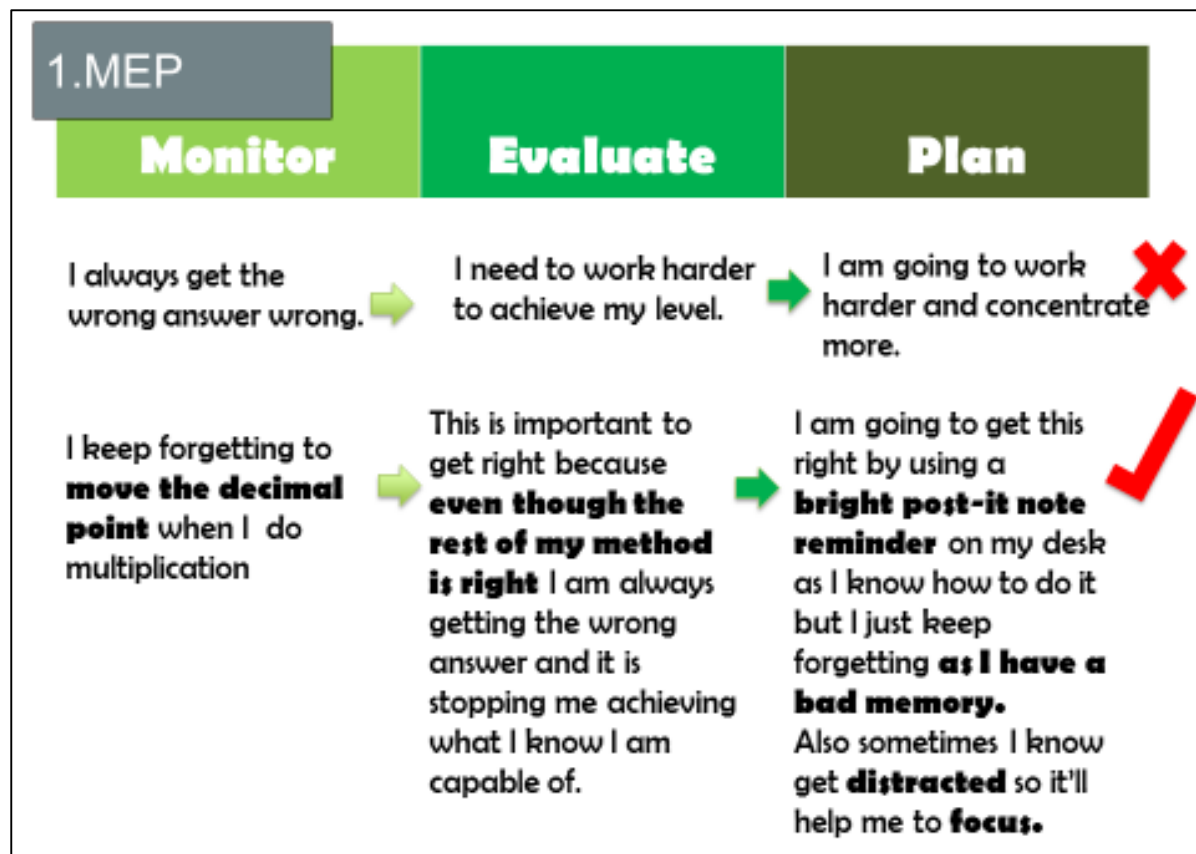 1.MEP
Monitor
Evaluate
Plan
I always get the
wrong answer wrong.
I need to work harder
to achieve my level.
I am going to work
harder and concentrate
more.
I keep forgetting to
move the decimal
point when I do
multiplication
This is important to
get right because
even though the
rest of my method
is right I am always
getting the wrong
answer and it is
stopping me achieving
what I know I am
capable of.
I am going to get this
right by using a
bright post-it note
reminder on my desk
as I know how to do it
but I just keep
forgetting as I have a
bad memory.
Also sometimes I know
get distracted so it'll
help me to focus.